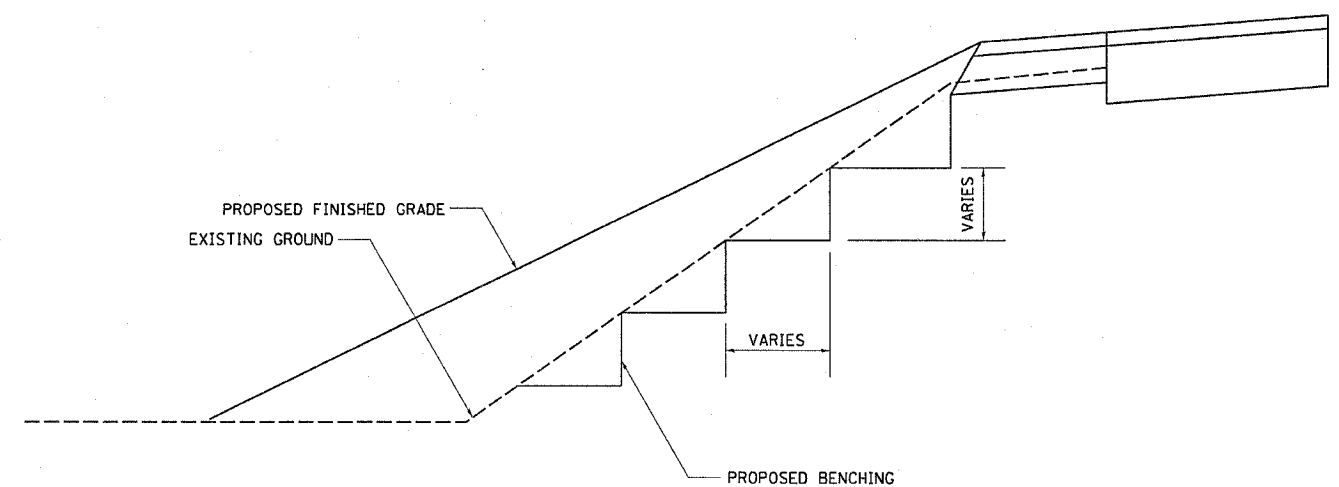 PROPOSED FINISHED GRADE
EXISTING GROUND
VARIES
VARIES
PROPOSED BENCHING